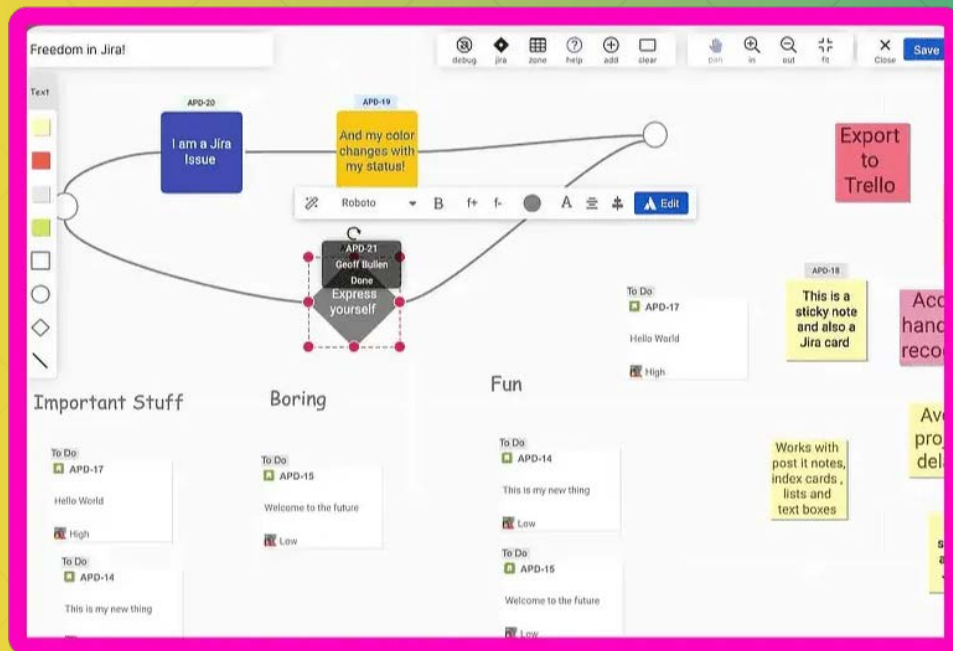 Freedom in Jira!
debug
jira
zone
help
add
clear
pan
in
out
fit
Close
Save
Text
APD-20
I am a Jira
Issue
APD-19
And my color
changes with
my status!
Export
to
Trello
Roboto
B
f+
f-
A
Edit
APD-21
Geoff Bullen
Done
Express
yourself
To Do
APD-17
Hello World
High
APD-18
This is a
sticky note
and also a
Jira card
Important Stuff
Boring
Fun
To Do
APD-17
Hello World
High
To Do
APD-14
This is my new thing
To Do
APD-15
Welcome to the future
Low
To Do
APD-14
This is my new thing
Low
To Do
APD-15
Welcome to the future
Low
Works with
post it notes,
index cards ,
lists and
text boxes